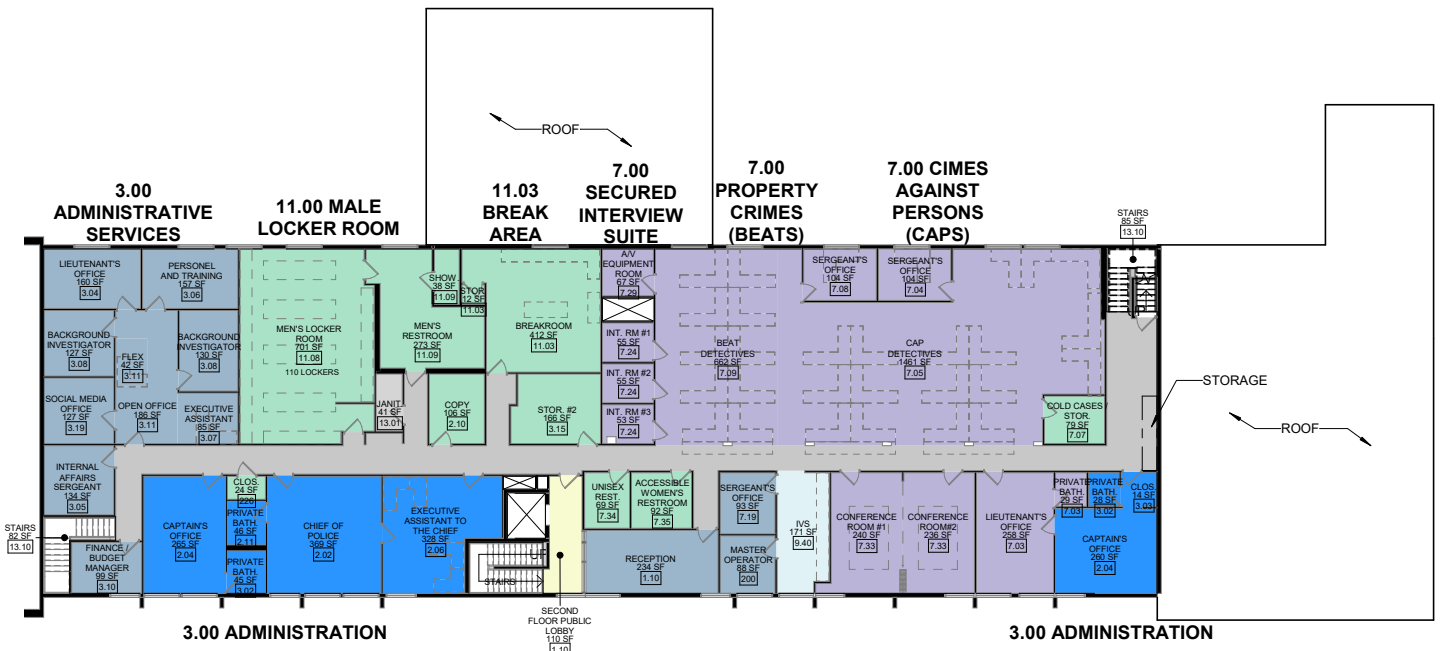 ROOF
3.00
ADMINISTRATIVE
SERVICES
11.00 MALE
LOCKER ROOM
11.03
BREAK
AREA
7.00
SECURED
INTERVIEW
SUITE
7.00
PROPERTY
CRIMES
(BEATS)
7.00 CIMES
AGAINST
PERSONS
(CAPS)
STAIRS
85 SF
13.10
LIEUTENANT'S
OFFICE
160 SF
3.04
PERSONEL
AND TRAINING
157 SF
3.06
BACKGROUND
INVESTIGATOR
127 SF
3.08
FLEX
42 SF
3.11
BACKGROUND
INVESTIGATOR
130 SF
3.08
SOCIAL MEDIA
OFFICE
127 SF
3.19
OPEN OFFICE
186 SF
3.11
EXECUTIVE
ASSISTANT
85 SF
3.07
INTERNAL
AFFAIRS
SERGEANT
134 SF
3.05
MEN'S LOCKER
ROOM
701 SF
11.08
110 LOCKERS
SHOW.
38 SF
11.09
STOR.
12 SF
11.03
MEN'S
RESTROOM
273 SF
11.09
BREAKROOM
412 SF
11.03
JANIT.
41 SF
13.01
COPY
106 SF
2.10
STOR. #2
166 SF
3.15
A/V
EQUIPMENT
ROOM
67 SF
7.29
INT. RM #1
55 SF
7.24
INT. RM #2
55 SF
7.24
INT. RM #3
53 SF
7.24
BEAT
DETECTIVES
662 SF
7.09
SERGEANT'S
OFFICE
104 SF
7.08
SERGEANT'S
OFFICE
104 SF
7.04
CAP
DETECTIVES
1461 SF
7.05
COLD CASES
STOR.
79 SF
7.07
STORAGE
ROOF
STAIRS
82 SF
13.10
FINANCE/
BUDGET
MANAGER
99 SF
3.10
CAPTAIN'S
OFFICE
265 SF
2.04
CLOS.
24 SF
226
PRIVATE
BATH.
46 SF
2.11
PRIVATE
BATH.
45 SF
3.02
CHIEF OF
POLICE
369 SF
2.02
EXECUTIVE
ASSISTANT TO
THE CHIEF
328 SF
2.06
UP
STAIRS
UNISEX
REST.
69 SF
7.34
ACCESSIBLE
WOMEN'S
RESTROOM
92 SF
7.35
RECEPTION
234 SF
1.10
SERGEANT'S
OFFICE
93 SF
7.19
MASTER
OPERATOR
88 SF
200
IVS
171 SF
9.40
CONFERENCE
ROOM #1
240 SF
7.33
CONFERENCE
ROOM#2
236 SF
7.33
LIEUTENANT'S
OFFICE
258 SF
7.03
PRIVATE
BATH.
29 SF
7.03
PRIVATE
BATH.
28 SF
3.02
CLOS.
14 SF
3.03
CAPTAIN'S
OFFICE
260 SF
2.04
SECOND
FLOOR PUBLIC
LOBBY
110 SF
1.10
3.00 ADMINISTRATION
3.00 ADMINISTRATION